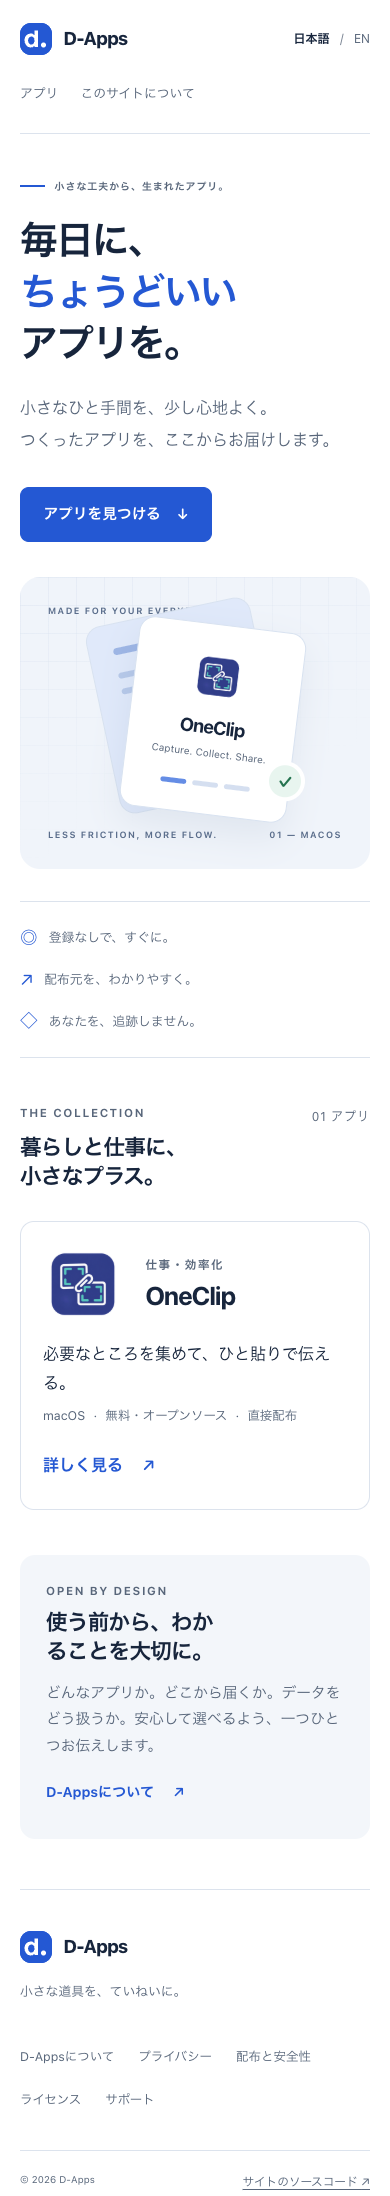 d. D-Apps 日本語 / EN
アプリ このサイトについて
小さな工夫から、生まれたアプリ。
毎日に、
ちょうどいい
アプリを。
小さなひと手間を、少し心地よく。
つくったアプリを、ここからお届けします。
アプリを見つける ↓
MADE FOR YOUR
OneClip
Capture. Collect. Share.
LESS FRICTION, MORE FLOW. 01 — MACOS
登録なしで、すぐに。
↗ 配布元を、わかりやすく。
あなたを、追跡しません。
THE COLLECTION 01 アプリ
暮らしと仕事に、
小さなプラス。
仕事・効率化
OneClip
必要なところを集めて、ひと貼りで伝え
る。
macOS · 無料・オープンソース · 直接配布
詳しく見る ↗
OPEN BY DESIGN
使う前から、わか
ることを大切に。
どんなアプリか。どこから届くか。データを
どう扱うか。安心して選べるよう、一つひと
つお伝えします。
D-Appsについて ↗
d. D-Apps
小さな道具を、ていねいに。
D-Appsについて プライバシー 配布と安全性
ライセンス サポート
© 2026 D-Apps サイトのソースコード ↗